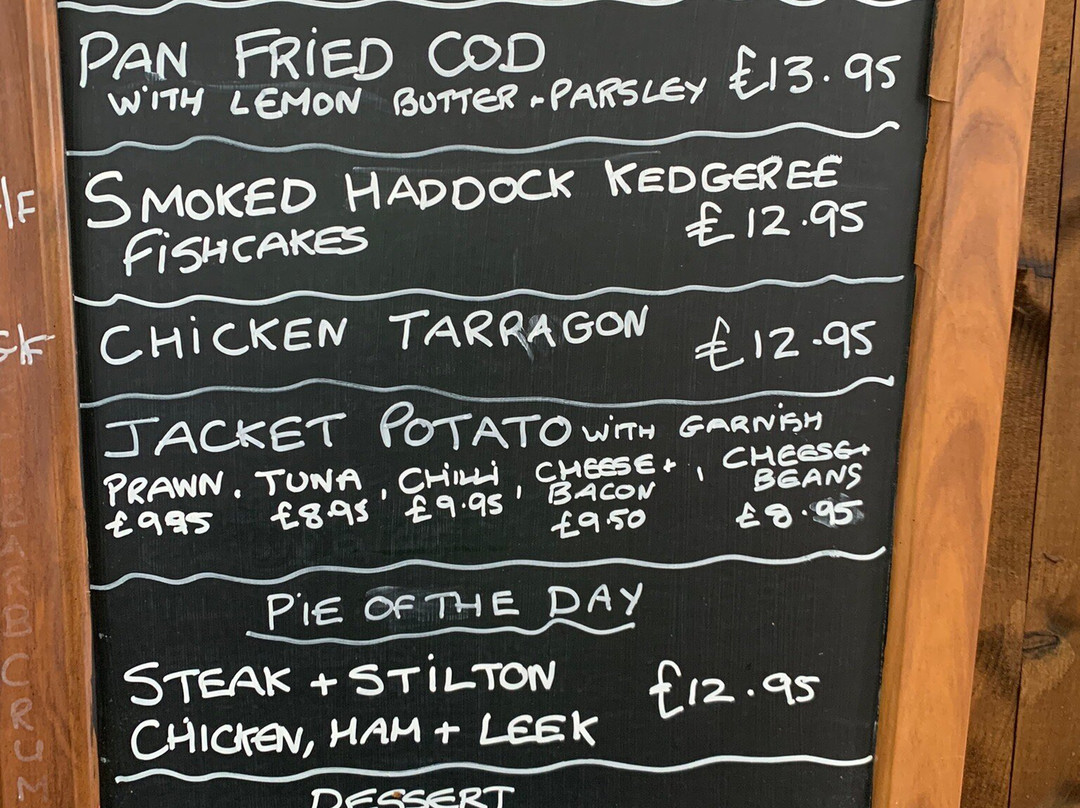 PAN FRIED COD
WITH LEMON BUTTER + PARSLEY £13.95
SMOKED HADDOCK KEDGEREE
FISHCAKES £12.95
CHICKEN TARRAGON £12.95
JACKET POTATO WITH GARNISH
PRAWN, TUNA, CHILLI, CHEESE + BACON, CHEESE + BEANS
£9.95 £8.95 £9.95 £9.50 £8.95
PIE OF THE DAY
STEAK + STILTON £12.95
CHICKEN, HAM + LEEK
DESSERT